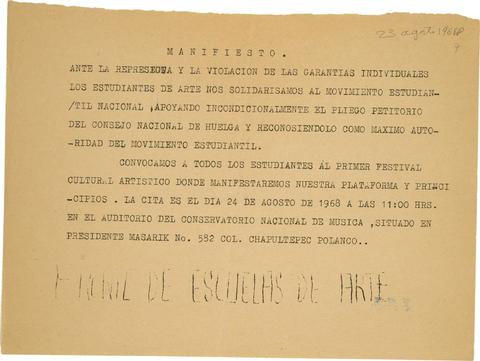 23 agosto 1968
MANIFIESTO.
ANTE LA REPRESEIVA Y LA VIOLACION DE LAS GARANTIAS INDIVIDUALES
LOS ESTUDIANTES DE ARTE NOS SOLIDARISAMOS AL MOVIMIENTO ESTUDIAN-
/TIL NACIONAL ,APOYANDO INCONDICIONALMENTE EL PLIEGO PETITORIO
/DEL CONSEJO NACIONAL DE HUELGA Y RECONOSIENDOLO COMO MAXIMO AUTO-
-RIDAD DEL MOVIMIENTO ESTUDIANTIL.
CONVOCAMOS A TODOS LOS ESTUDIANTES AL PRIMER FESTIVAL
CULTURAL ARTISTICO DONDE MANIFESTAREMOS NUESTRA PLATAFORMA Y PRINCI
-CIPIOS . LA CITA ES EL DIA 24 DE AGOSTO DE 1968 A LAS 11:00 HRS.
EN EL AUDITORIO DEL CONSERVATORIO NACIONAL DE MUSICA ,SITUADO EN
PRESIDENTE MASARIK No. 582 COL. CHAPULTEPEC POLANCO..
FRENTE DE ESCUELAS DE ARTE